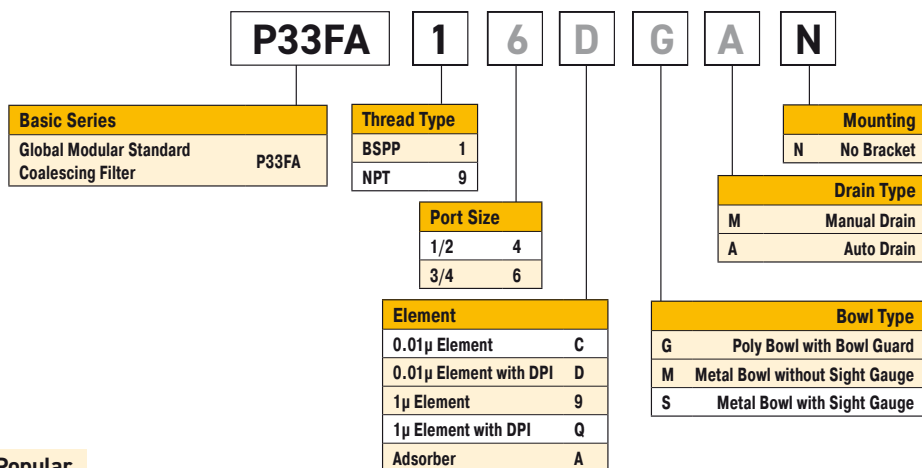 P33FA 1 6 D G A N
Basic Series
Global Modular Standard
Coalescing Filter P33FA
Thread Type
BSPP 1
NPT 9
Port Size
1/2 4
3/4 6
Element
0.01µ Element C
0.01µ Element with DPI D
1µ Element 9
1µ Element with DPI Q
Adsorber A
Mounting
N No Bracket
Drain Type
M Manual Drain
A Auto Drain
Bowl Type
G Poly Bowl with Bowl Guard
M Metal Bowl without Sight Gauge
S Metal Bowl with Sight Gauge
Popular